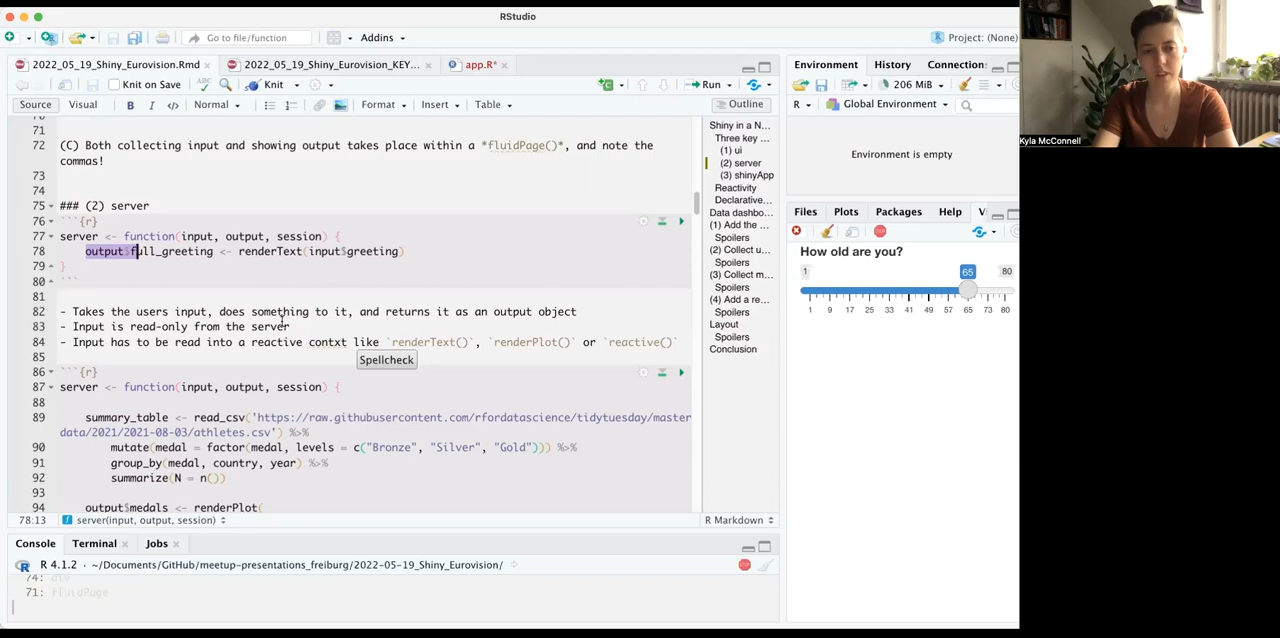 RStudio
Go to file/function
Addins
Project: (None)
2022_05_19_Shiny_Eurovision.Rmd
2022_05_19_Shiny_Eurovision_KEY...
app.R*
Knit on Save
Knit
Run
Source
Visual
B
I
</>
Normal
Format
Insert
Table
Outline
71
72 (C) Both collecting input and showing output takes place within a *fluidPage()*, and note the
commas!
73
74
75 ### (2) server
76 ```{r}
77 server <- function(input, output, session) {
78 output$full_greeting <- renderText(input$greeting)
79 }
80 ```
81
82 - Takes the users input, does something to it, and returns it as an output object
83 - Input is read-only from the server
84 - Input has to be read into a reactive contxt like `renderText()`, `renderPlot()` or `reactive()`
Spellcheck
85
86 ```{r}
87 server <- function(input, output, session) {
88
89 summary_table <- read_csv('https://raw.githubusercontent.com/rfordatascience/tidytuesday/master
data/2021/2021-08-03/athletes.csv') %>%
90 mutate(medal = factor(medal, levels = c("Bronze", "Silver", "Gold"))) %>%
91 group_by(medal, country, year) %>%
92 summarize(N = n())
93
94 output$medals <- renderPlot(
78:13
server(input, output, session)
R Markdown
Shiny in a N...
Three key ...
(1) ui
(2) server
(3) shinyApp
Reactivity
Declarative...
Data dashbo...
(1) Add the ...
Spoilers
(2) Collect u...
Spoilers
(3) Collect m...
Spoilers
(4) Add a re...
Spoilers
Layout
Spoilers
Conclusion
Console
Terminal
Jobs
R 4.1.2 · ~/Documents/GitHub/meetup-presentations_freiburg/2022-05-19_Shiny_Eurovision/
74: div
71: fluidPage
Environment
History
Connection
206 MiB
R
Global Environment
Environment is empty
Files
Plots
Packages
Help
Vi
How old are you?
1
65
80
1 9 17 25 33 41 49 57 65 73 80
Kyla McConnell